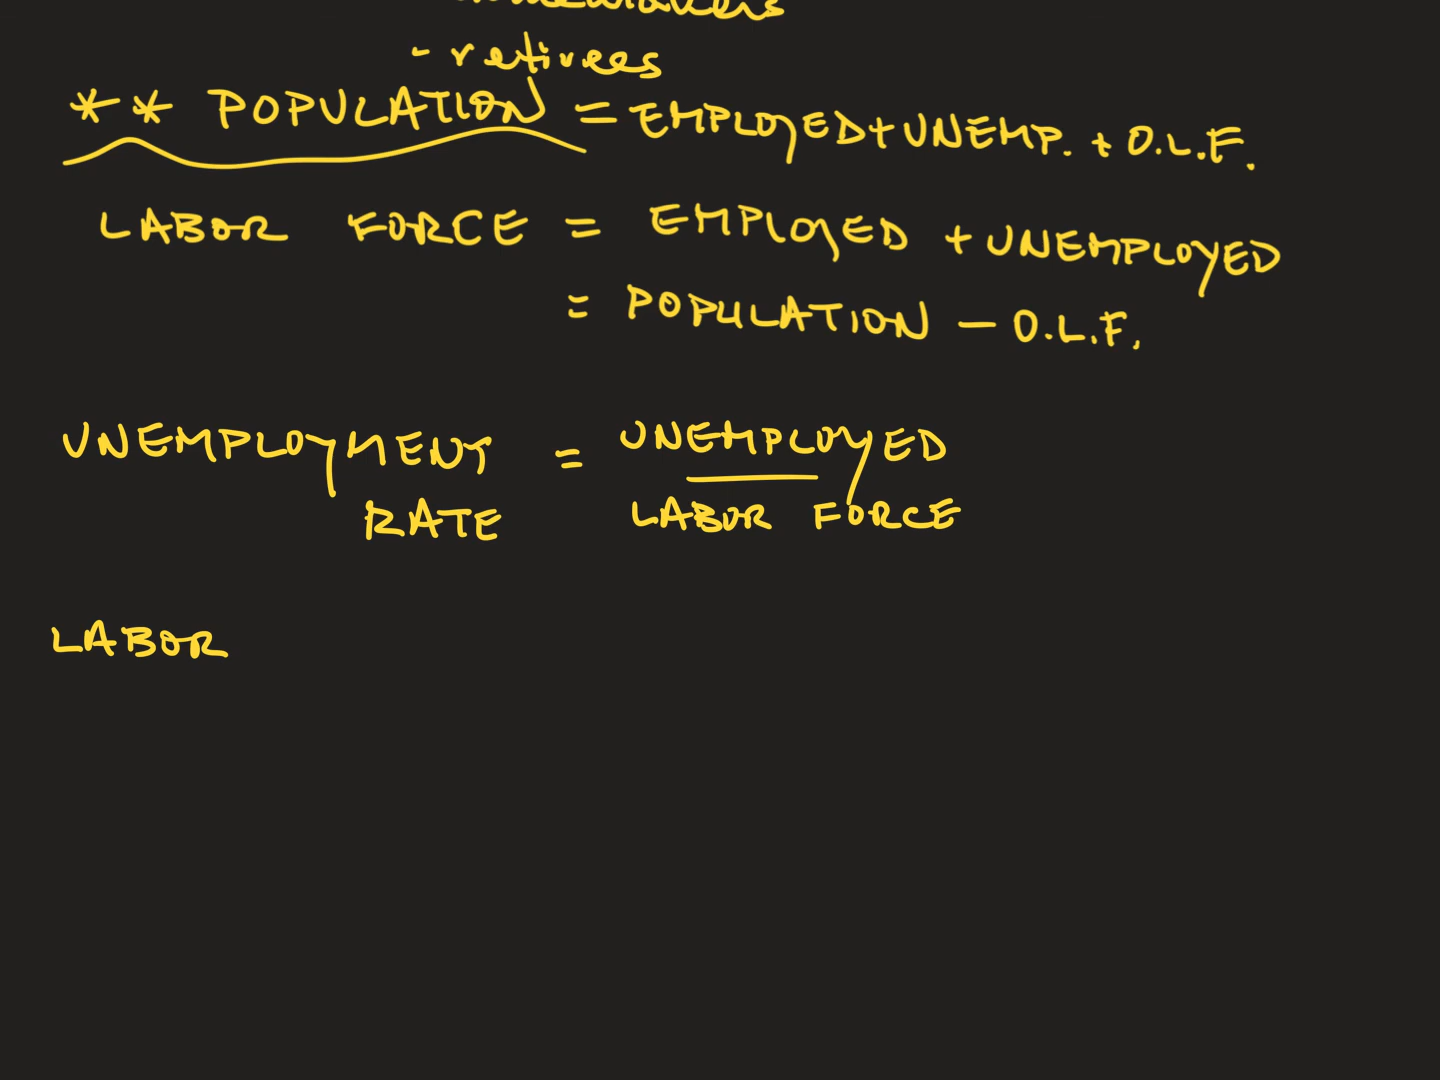 - retirees
** POPULATION = EMPLOYED + UNEMP. + O.L.F.
LABOR FORCE = EMPLOYED + UNEMPLOYED
= POPULATION - O.L.F.
UNEMPLOYMENT RATE = UNEMPLOYED / LABOR FORCE
LABOR